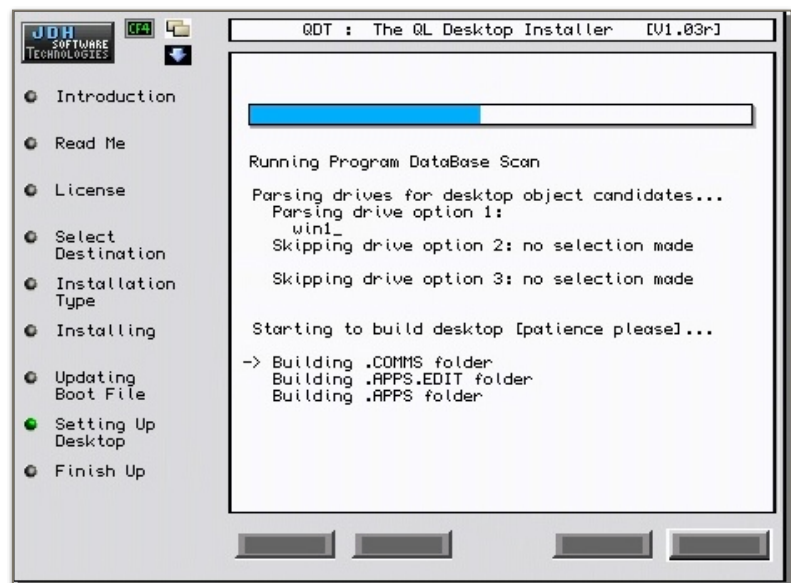 JDH
SOFTWARE
TECHNOLOGIES
CF4
QDT : The QL Desktop Installer [V1.03r]
Introduction
Read Me
License
Select
Destination
Installation
Type
Installing
Updating
Boot File
Setting Up
Desktop
Finish Up
Running Program DataBase Scan
Parsing drives for desktop object candidates...
Parsing drive option 1:
win1_
Skipping drive option 2: no selection made
Skipping drive option 3: no selection made
Starting to build desktop [patience please]...
-> Building .COMMS folder
Building .APPS.EDIT folder
Building .APPS folder